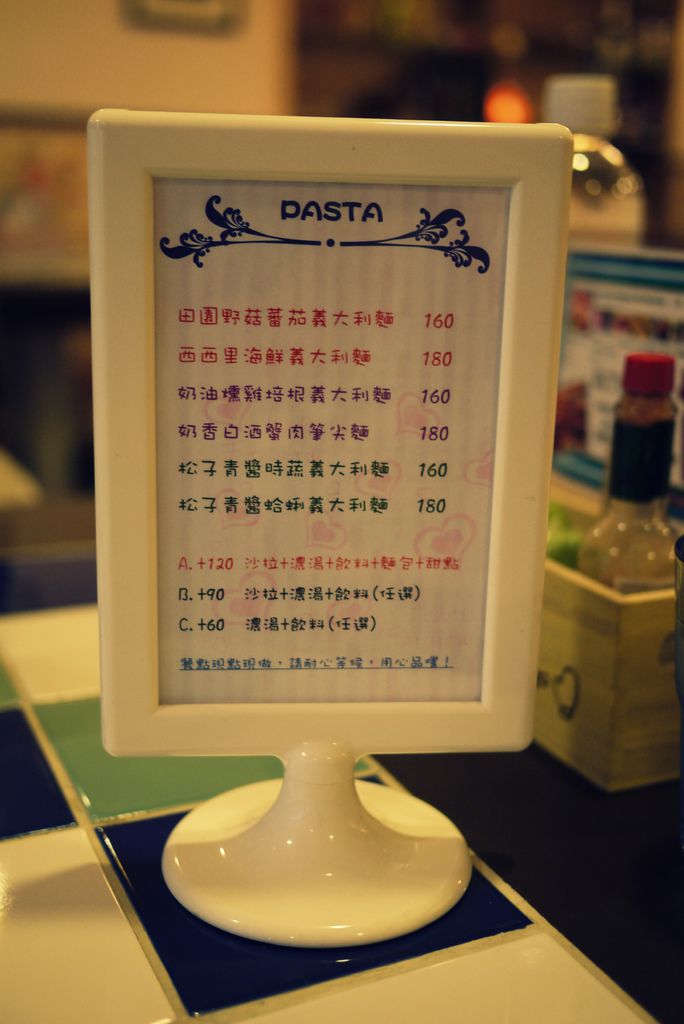 PASTA
田園野菇蕃茄義大利麵 160
西西里海鮮義大利麵 180
奶油燻雞培根義大利麵 160
奶香白酒蟹肉筆尖麵 180
松子青醬時蔬義大利麵 160
松子青醬蛤蜊義大利麵 180
A. +120 沙拉+濃湯+飲料+麵包+甜點
B. +90 沙拉+濃湯+飲料(任選)
C. +60 濃湯+飲料(任選)
餐點現點現做，請耐心等候，用心品嚐！